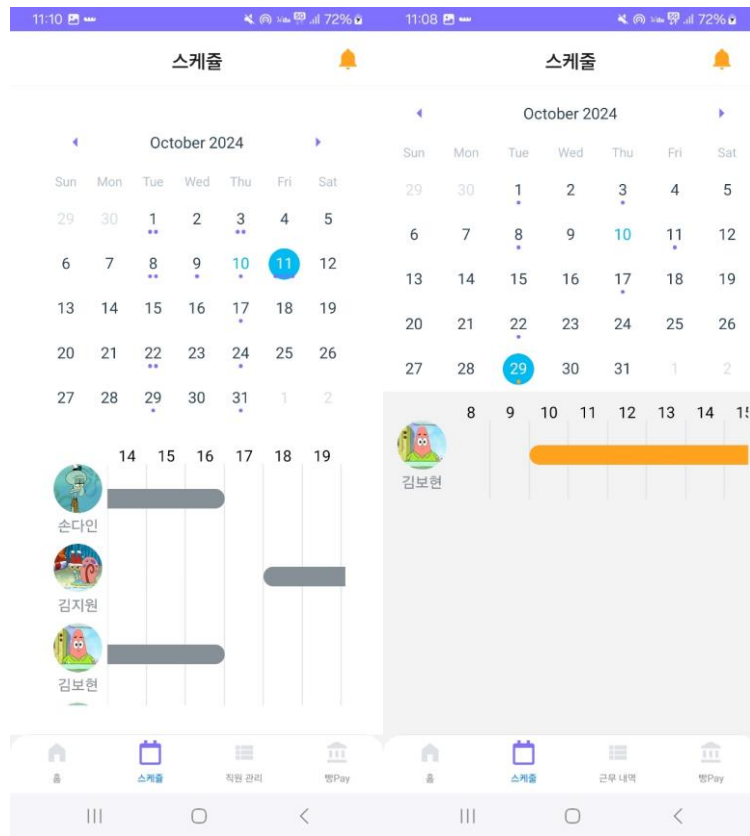 11:10 72%
스케쥴
October 2024
Sun Mon Tue Wed Thu Fri Sat
29 30 1 2 3 4 5
6 7 8 9 10 11 12
13 14 15 16 17 18 19
20 21 22 23 24 25 26
27 28 29 30 31 1 2
14 15 16 17 18 19
손다인
김지원
김보현
홈 스케쥴 직원 관리 빵Pay
11:08 72%
스케줄
October 2024
Sun Mon Tue Wed Thu Fri Sat
29 30 1 2 3 4 5
6 7 8 9 10 11 12
13 14 15 16 17 18 19
20 21 22 23 24 25 26
27 28 29 30 31 1 2
8 9 10 11 12 13 14
김보현
홈 스케줄 근무 내역 빵Pay